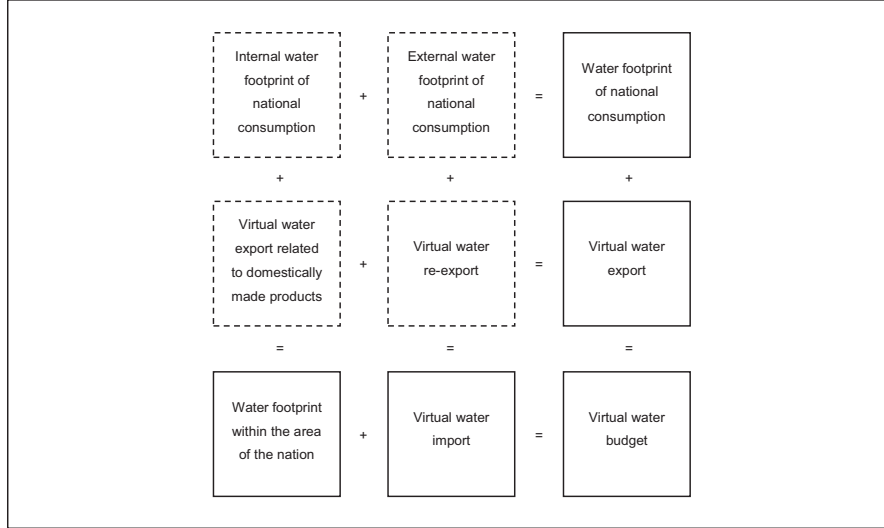 Internal water
footprint of
national
consumption
+
External water
footprint of
national
consumption
=
Water footprint
of national
consumption
+
+
+
Virtual water
export related
to domestically
made products
+
Virtual water
re-export
=
Virtual water
export
=
=
=
Water footprint
within the area
of the nation
+
Virtual water
import
=
Virtual water
budget